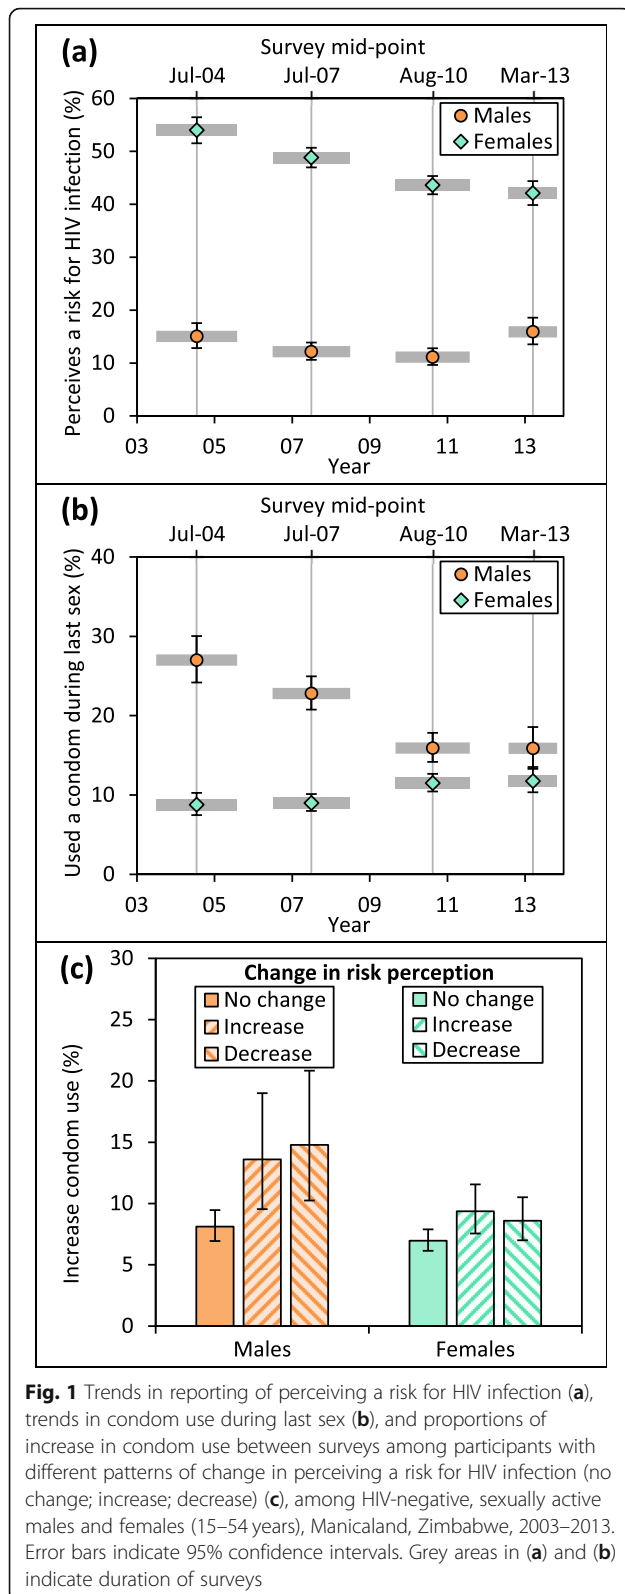 (a)
Survey mid-point
Jul-04 Jul-07 Aug-10 Mar-13
Perceives a risk for HIV infection (%)
60
50
40
30
20
10
0
Males
Females
03 05 07 09 11 13
Year
(b)
Survey mid-point
Jul-04 Jul-07 Aug-10 Mar-13
Used a condom during last sex (%)
40
30
20
10
0
Males
Females
03 05 07 09 11 13
Year
(c)
Increase condom use (%)
30
25
20
15
10
5
0
Change in risk perception
No change
Increase
Decrease
No change
Increase
Decrease
Males Females
Fig. 1 Trends in reporting of perceiving a risk for HIV infection (a),
trends in condom use during last sex (b), and proportions of
increase in condom use between surveys among participants with
different patterns of change in perceiving a risk for HIV infection (no
change; increase; decrease) (c), among HIV-negative, sexually active
males and females (15–54 years), Manicaland, Zimbabwe, 2003–2013.
Error bars indicate 95% confidence intervals. Grey areas in (a) and (b)
indicate duration of surveys